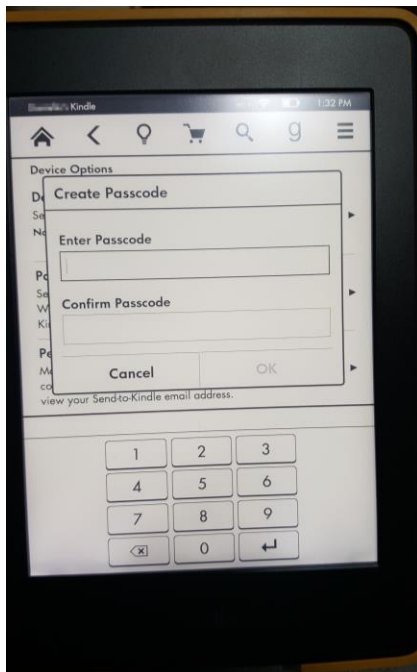 Kindle 1:32 PM
g
Device Options
Create Passcode
Enter Passcode
Confirm Passcode
Cancel OK
view your Send-to-Kindle email address.
1 2 3
4 5 6
7 8 9
0